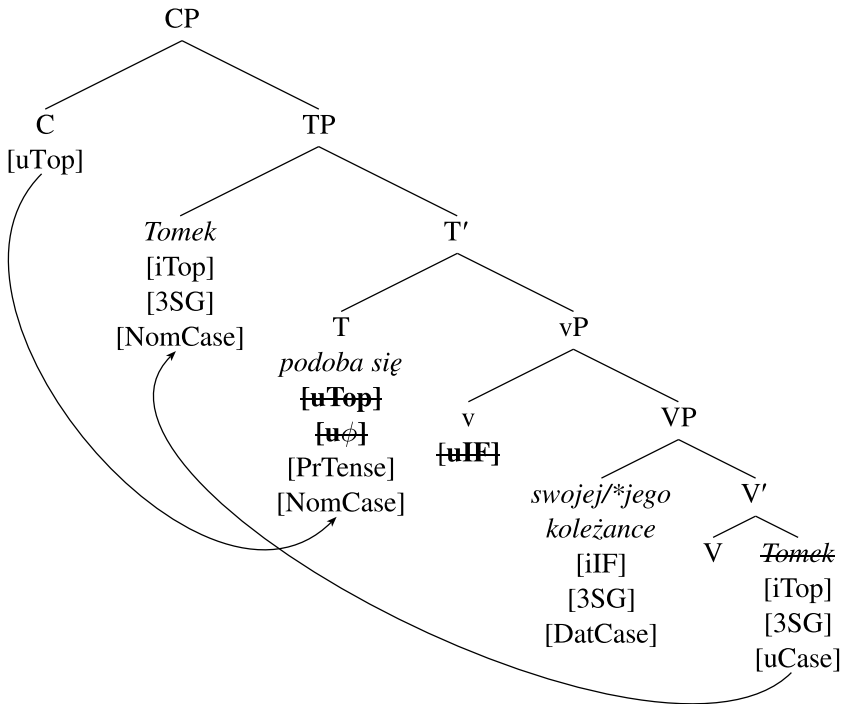 CP
C
TP
[uTop]
Tomek
[iTop]
[3SG]
[NomCase]
T′
T
podoba się
[uTop]
[uϕ]
[PrTense]
[NomCase]
vP
v
[uIF]
VP
swojej/*jego
koleżance
[iIF]
[3SG]
[DatCase]
V′
V
Tomek
[iTop]
[3SG]
[uCase]